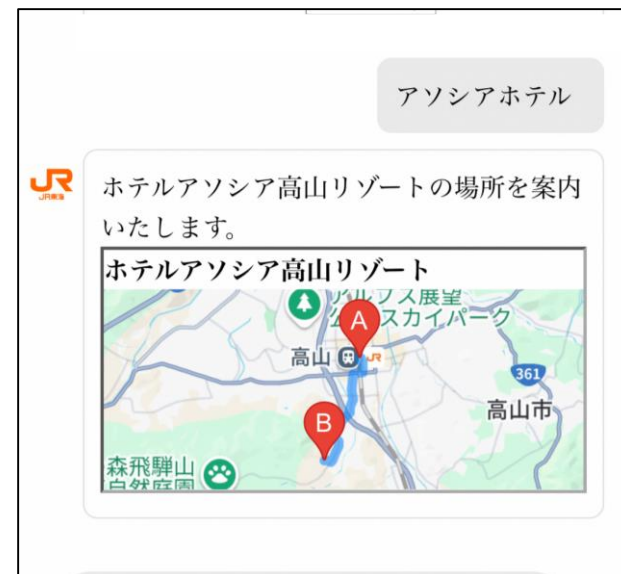 アソシアホテル
JR
JR東海
ホテルアソシア高山リゾートの場所を案内
いたします。
ホテルアソシア高山リゾート
アルプス展望
公 スカイパーク
A
高山
JR
361
高山市
B
森飛騨山
自然庭園